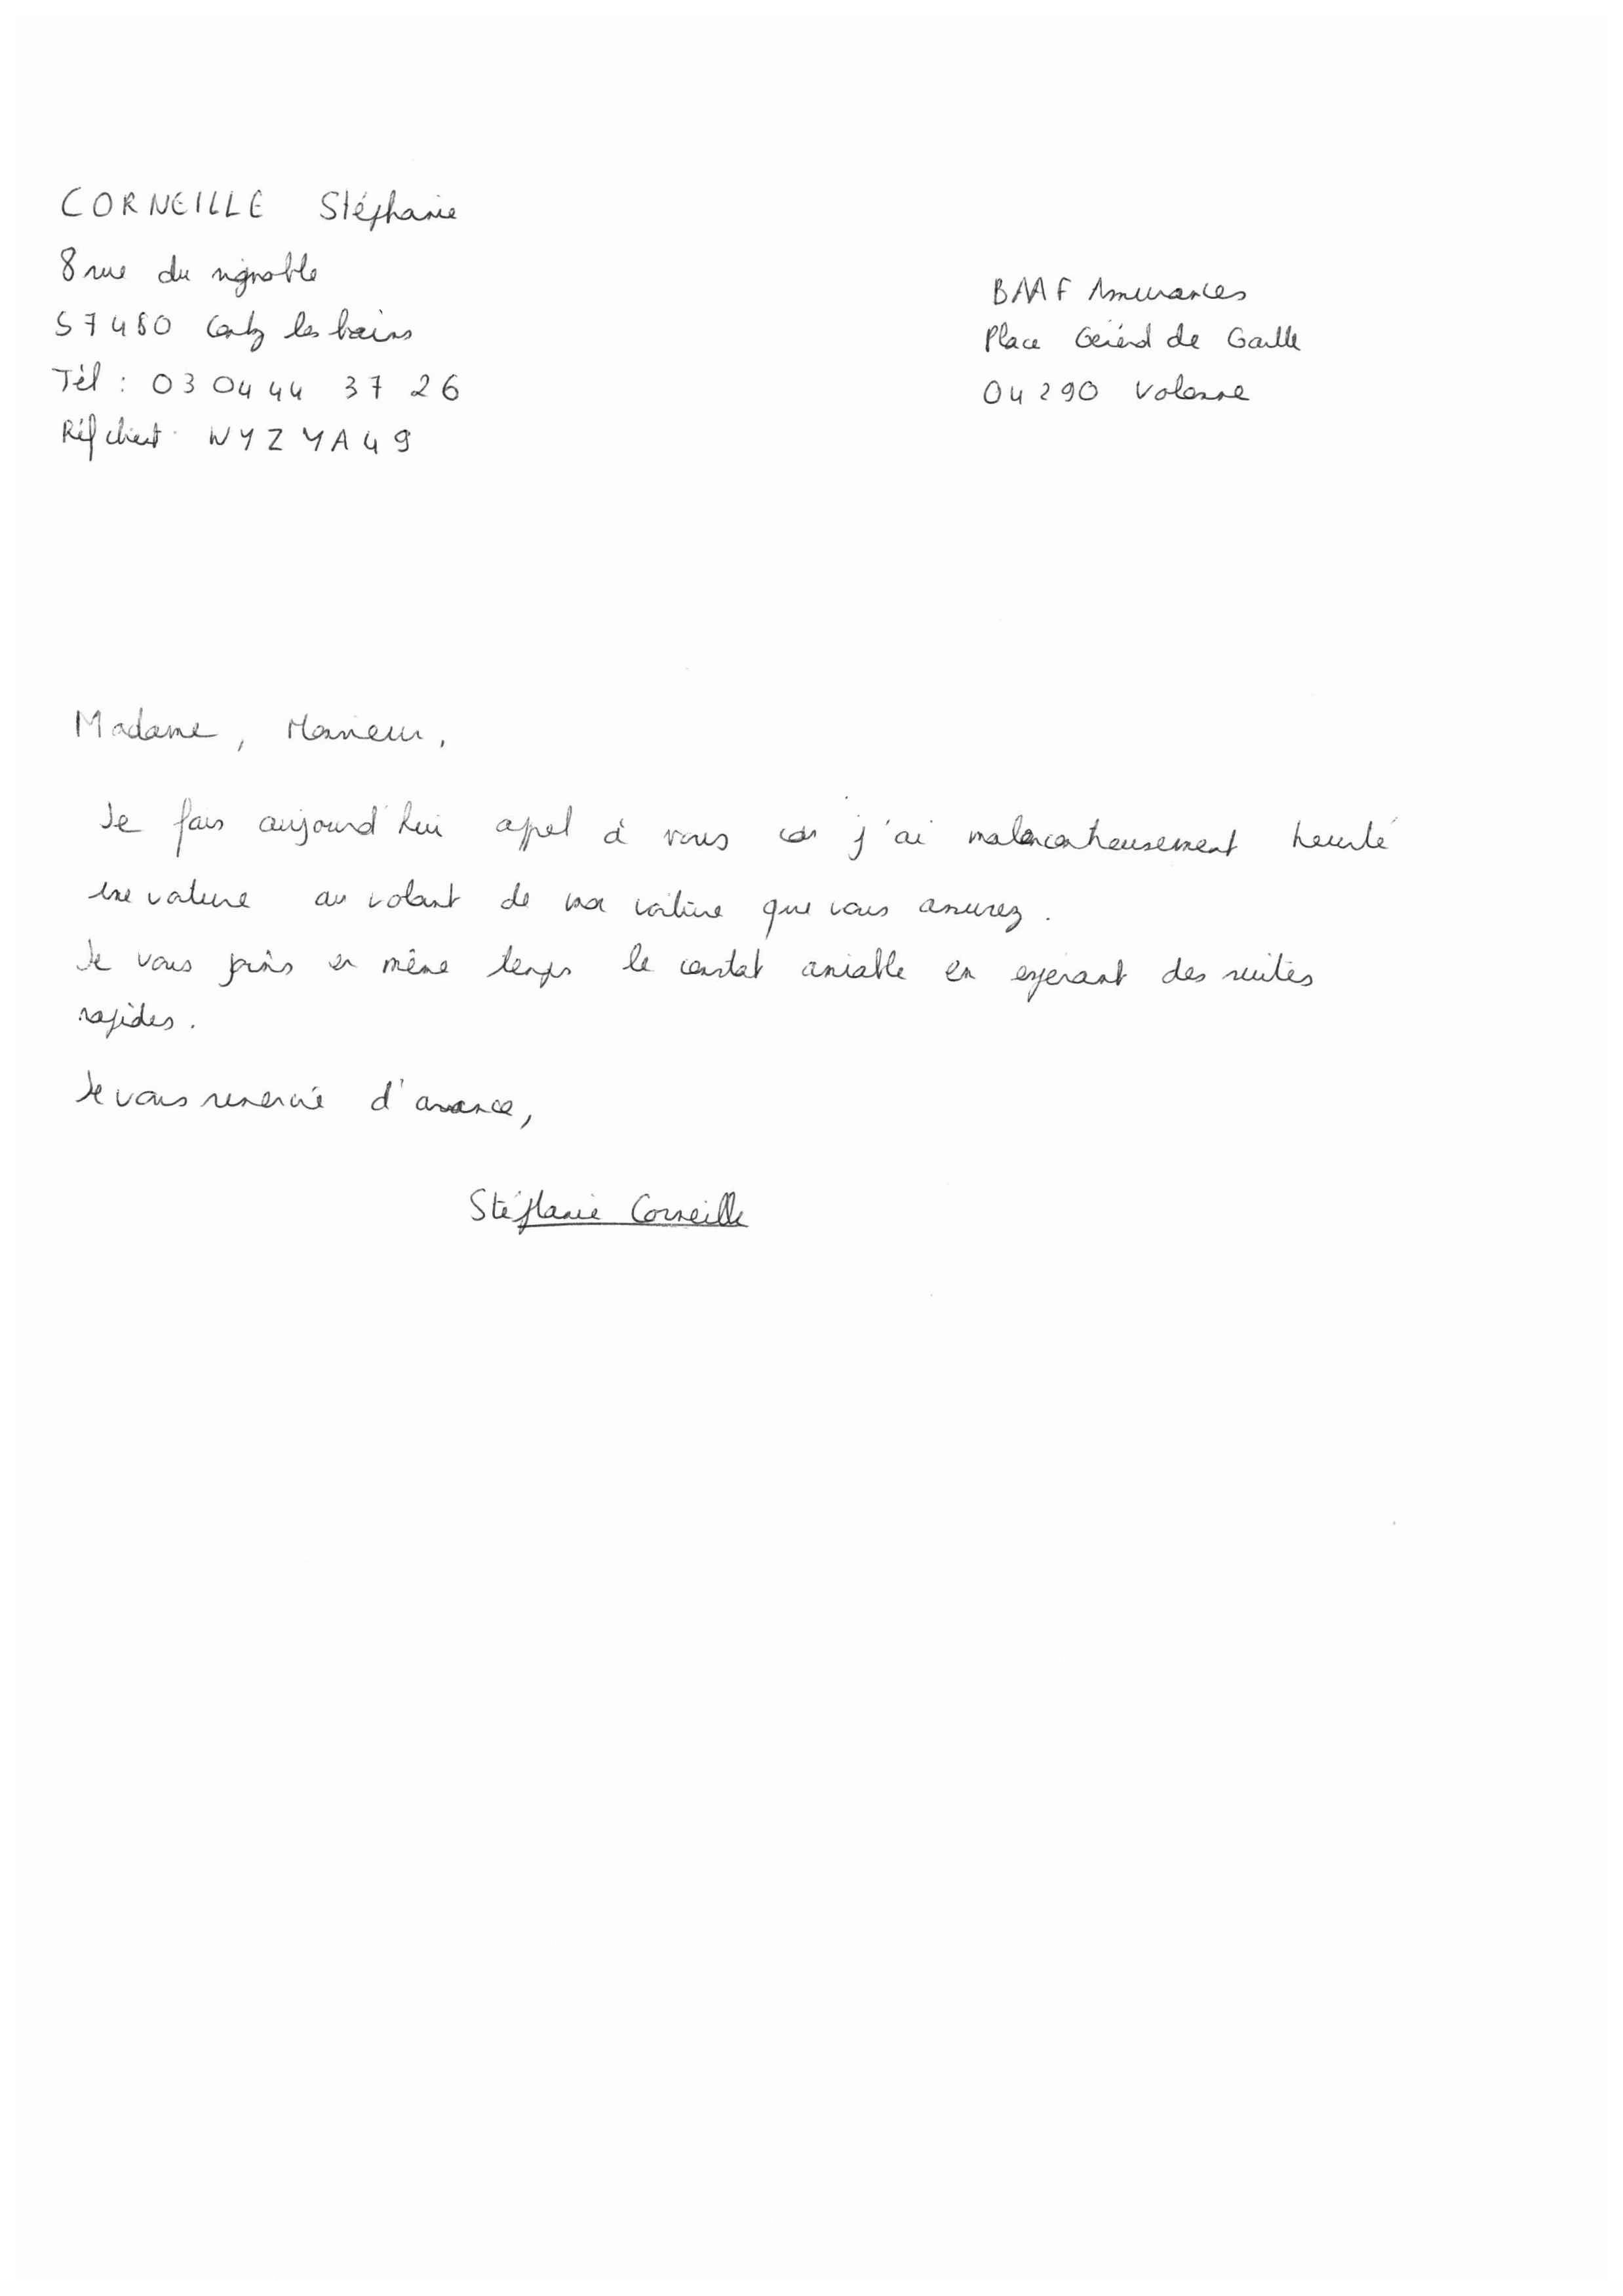 CORNEILLE Stéphanie
8 rue du vignoble
57480 Contz les bains
Tél : 03 04 44 37 26
Réf client : WYZYA49
BAAF Assurances
Place Général de Gaulle
04290 Volonne
Madame, Monsieur,
Je fais aujourd'hui appel à vous car j'ai malencontreusement heurté
une voiture au volant de ma voiture que vous assurez.
Je vous joins en même temps le constat amiable en espérant des suites
rapides.
Je vous remercie d'avance,
Stéphanie Corneille